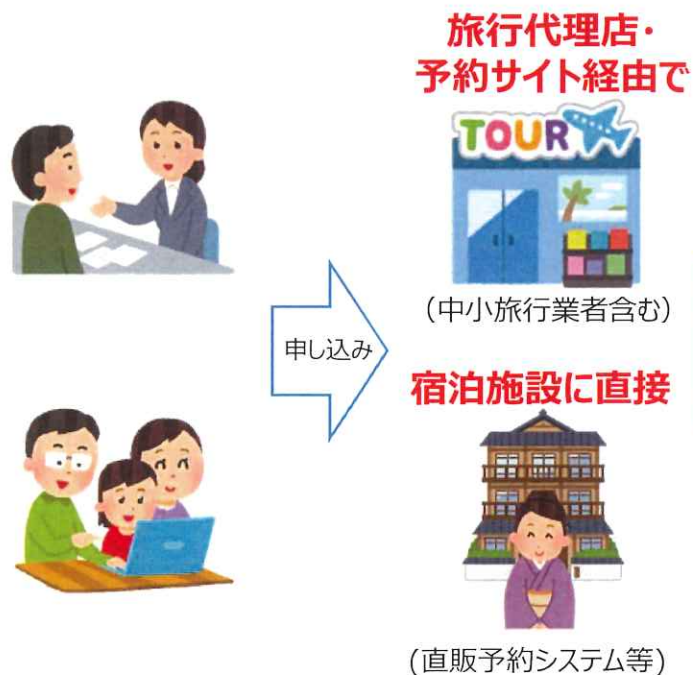 旅行代理店・
予約サイト経由で
TOUR
(中小旅行業者含む)
申し込み
宿泊施設に直接
(直販予約システム等)